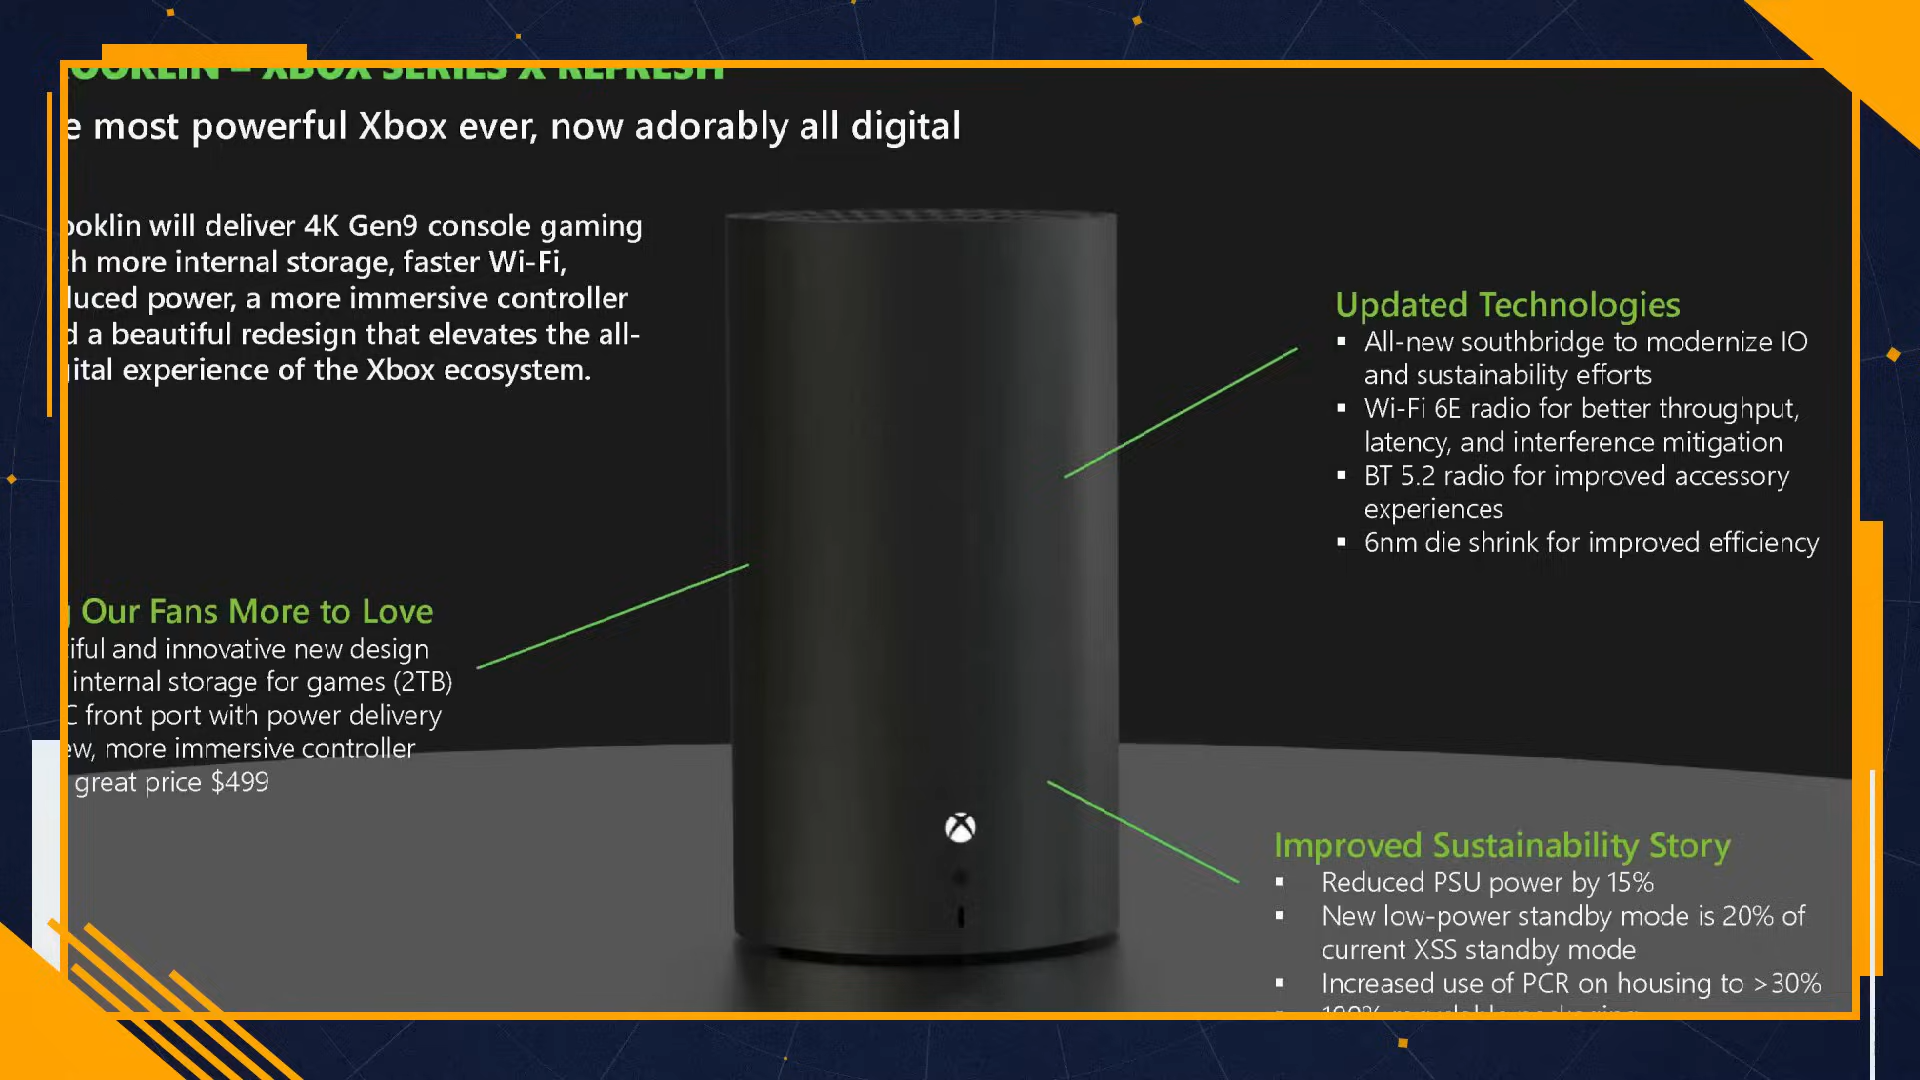 OOKLIN – XBOX SERIES X REFRESH
e most powerful Xbox ever, now adorably all digital
ooklin will deliver 4K Gen9 console gaming
h more internal storage, faster Wi-Fi,
duced power, a more immersive controller
d a beautiful redesign that elevates the all-
ital experience of the Xbox ecosystem.
Updated Technologies
▪ All-new southbridge to modernize IO
and sustainability efforts
▪ Wi-Fi 6E radio for better throughput,
latency, and interference mitigation
▪ BT 5.2 radio for improved accessory
experiences
▪ 6nm die shrink for improved efficiency
g Our Fans More to Love
iful and innovative new design
internal storage for games (2TB)
C front port with power delivery
ew, more immersive controller
great price $499
Improved Sustainability Story
▪ Reduced PSU power by 15%
▪ New low-power standby mode is 20% of
current XSS standby mode
▪ Increased use of PCR on housing to >30%